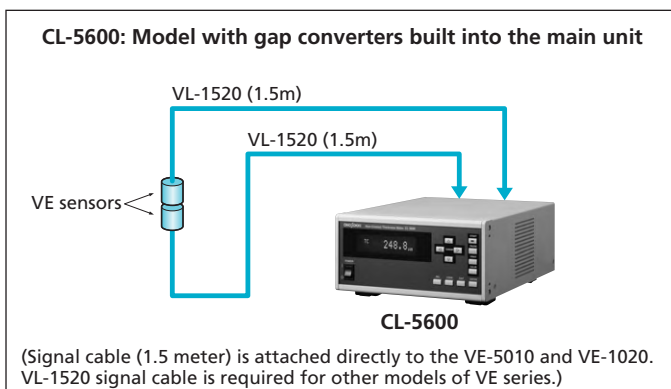 CL-5600: Model with gap converters built into the main unit
VL-1520 (1.5m)
VL-1520 (1.5m)
VE sensors
248.8
CL-5600
(Signal cable (1.5 meter) is attached directly to the VE-5010 and VE-1020.
VL-1520 signal cable is required for other models of VE series.)